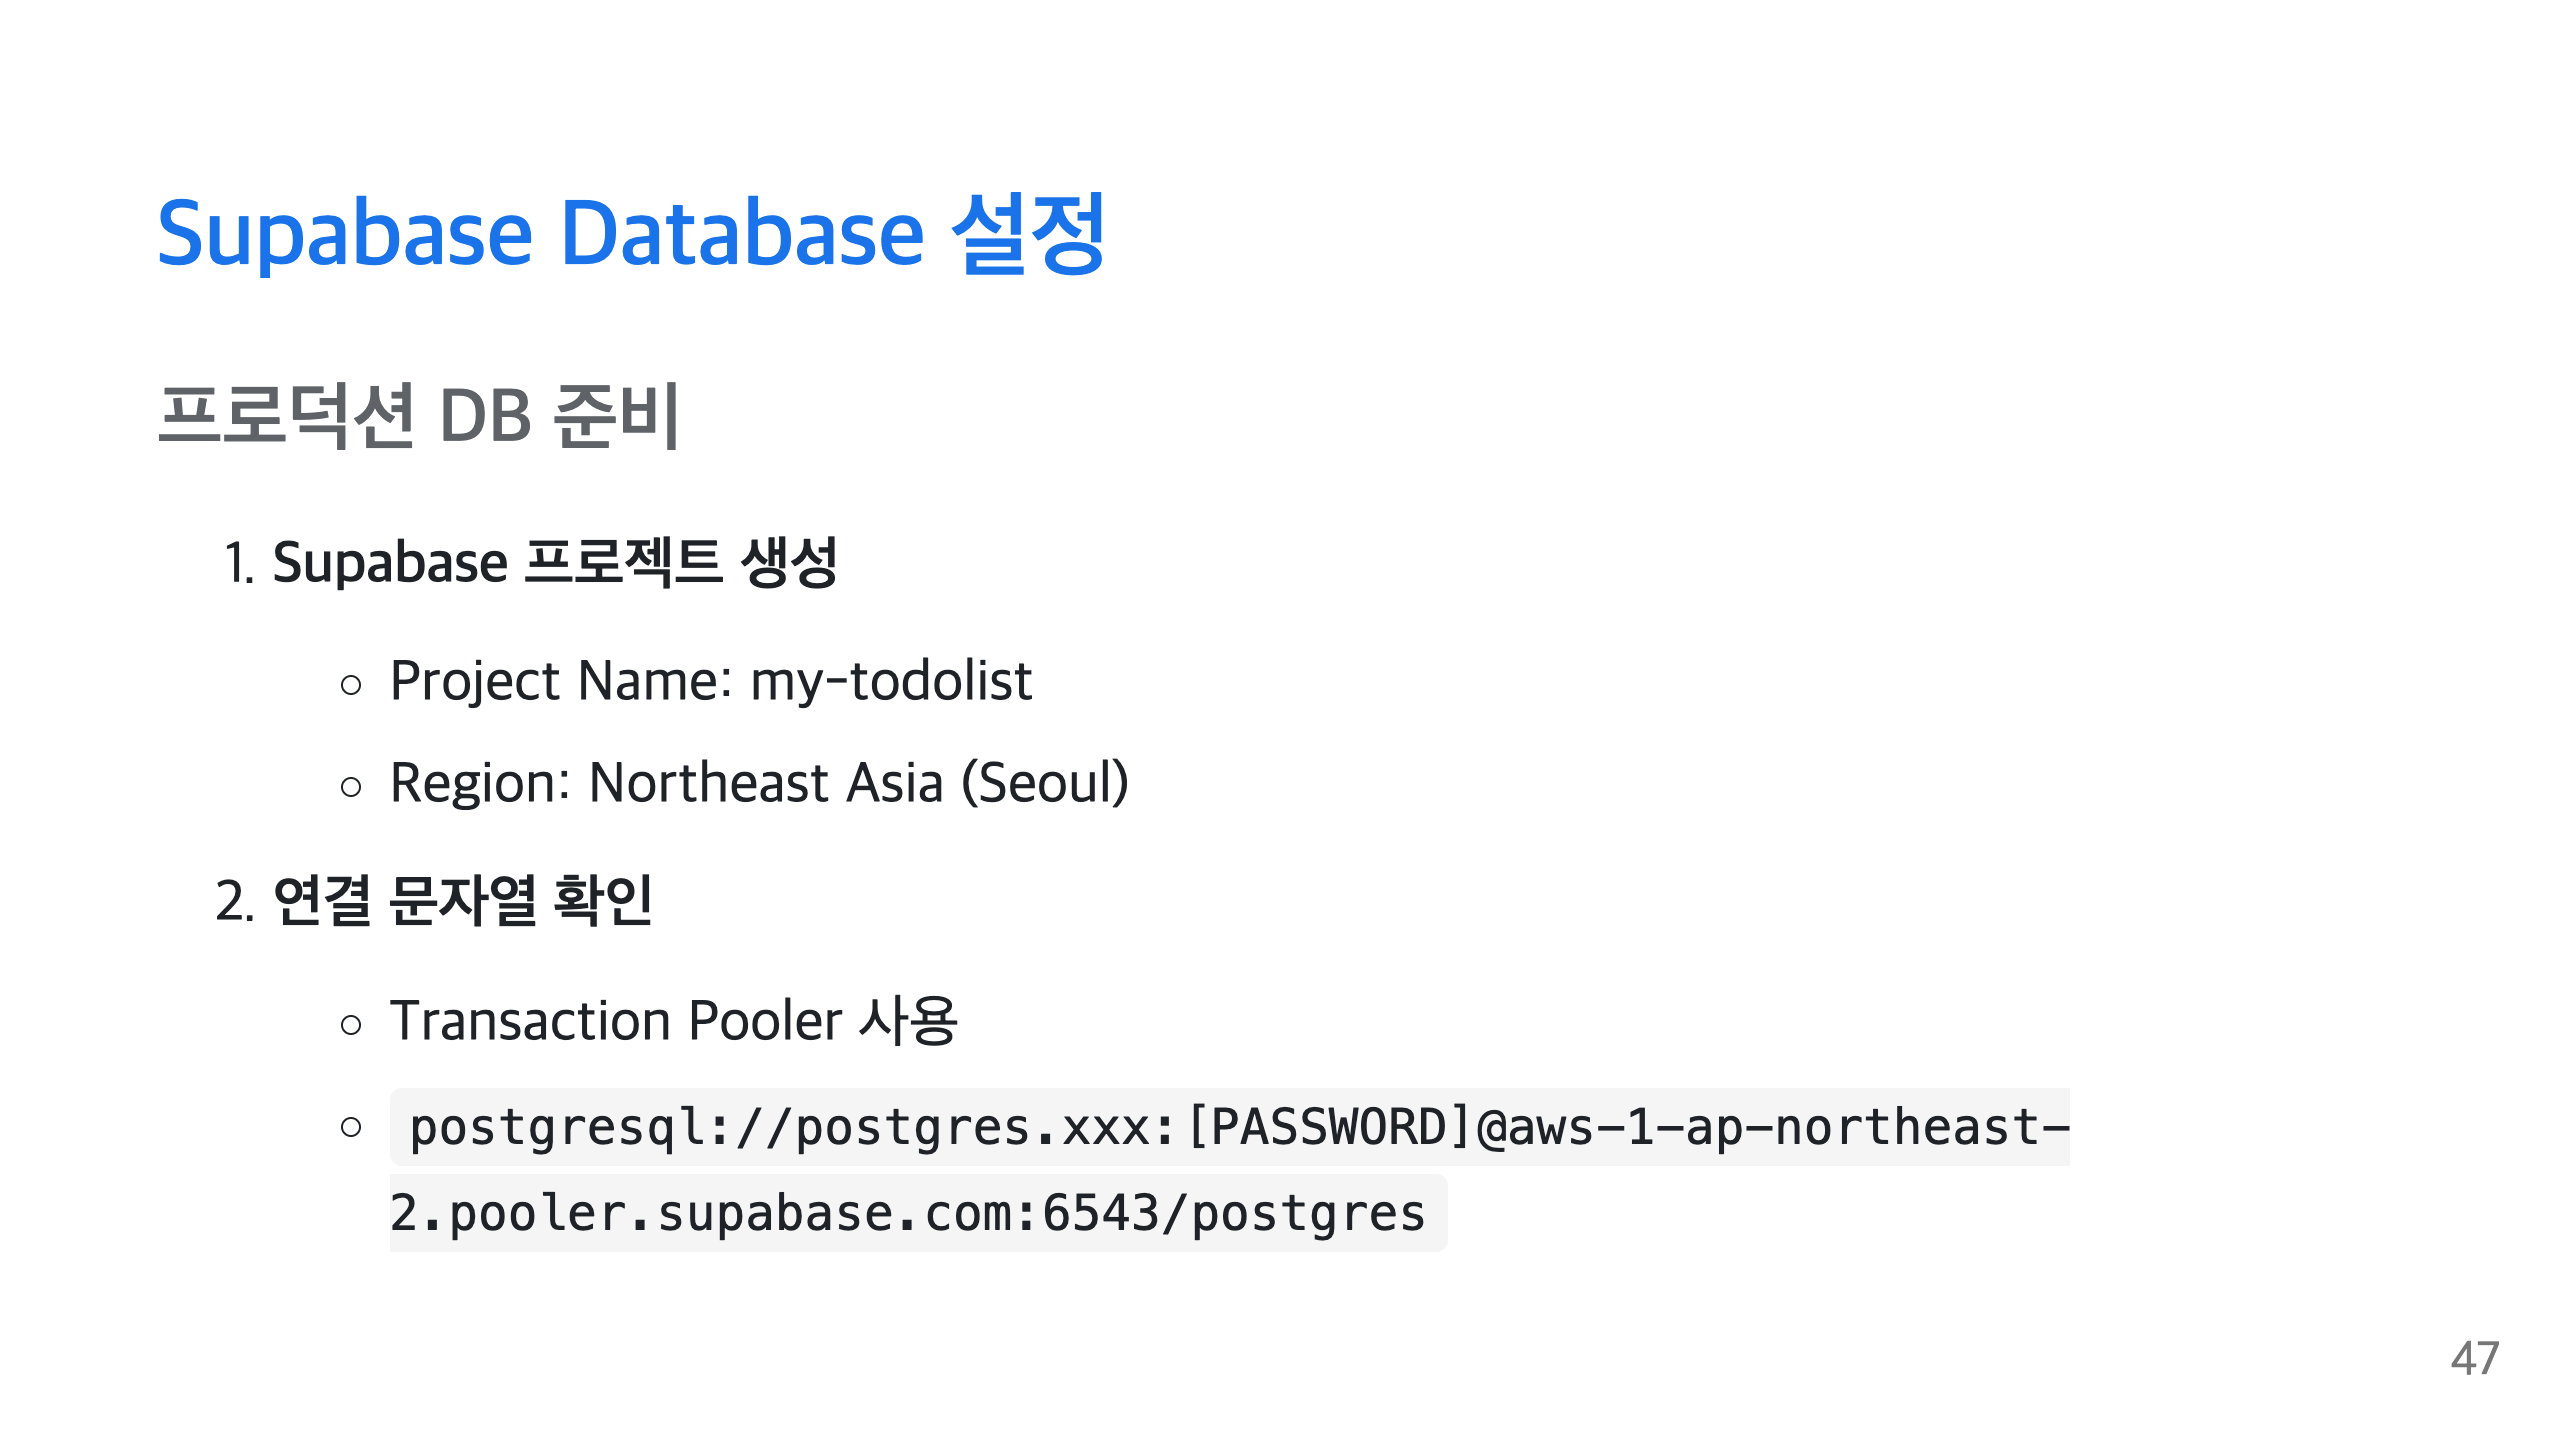 Supabase Database 설정
프로덕션 DB 준비
1. Supabase 프로젝트 생성
○ Project Name: my-todolist
○ Region: Northeast Asia (Seoul)
2. 연결 문자열 확인
○ Transaction Pooler 사용
○ postgresql://postgres.xxx:[PASSWORD]@aws-1-ap-northeast-
2.pooler.supabase.com:6543/postgres
47